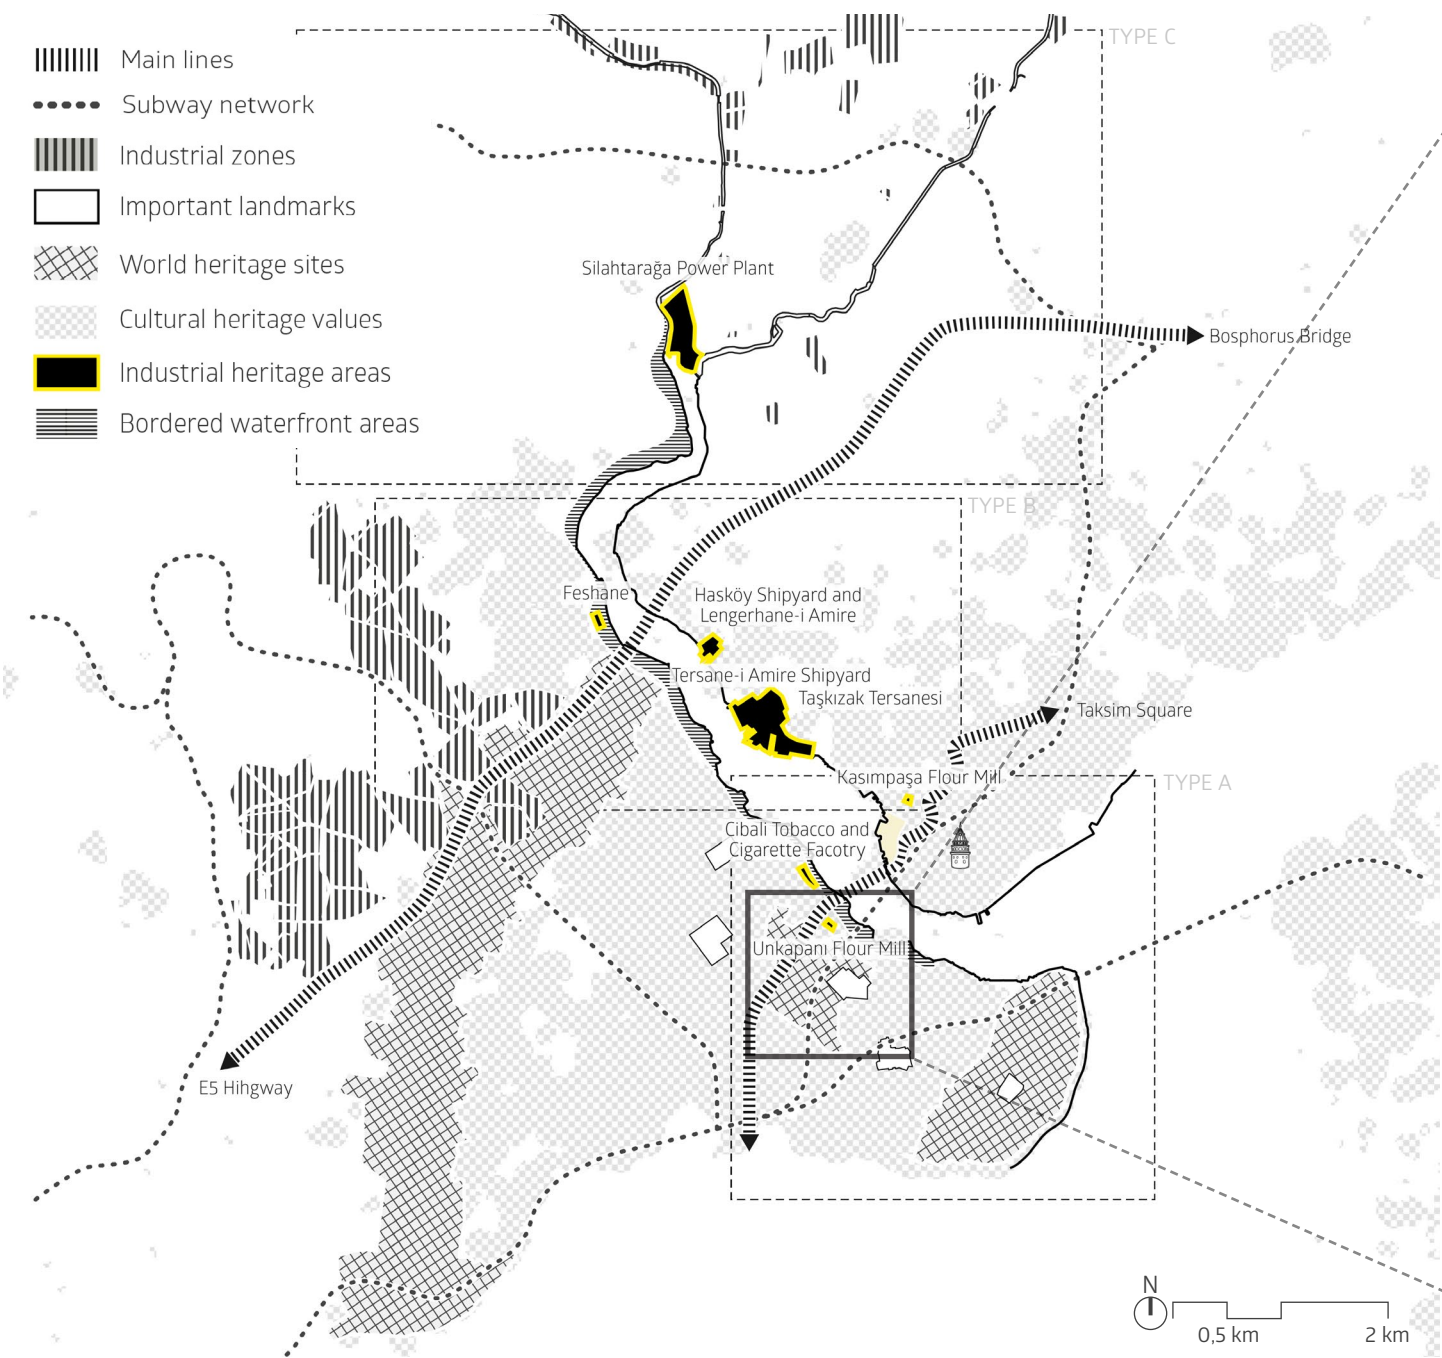 Main lines
Subway network
Industrial zones
Important landmarks
World heritage sites
Cultural heritage values
Industrial heritage areas
Bordered waterfront areas
TYPE C
Silahtarağa Power Plant
Bosphorus Bridge
TYPE B
Feshane
Hasköy Shipyard and
Lengerhane-i Amire
Tersane-i Amire Shipyard
Taşkızak Tersanesi
Taksim Square
Kasımpaşa Flour Mill
TYPE A
Cibali Tobacco and
Cigarette Facotry
Unkapanı Flour Mill
E5 Hihgway
N
0,5 km
2 km